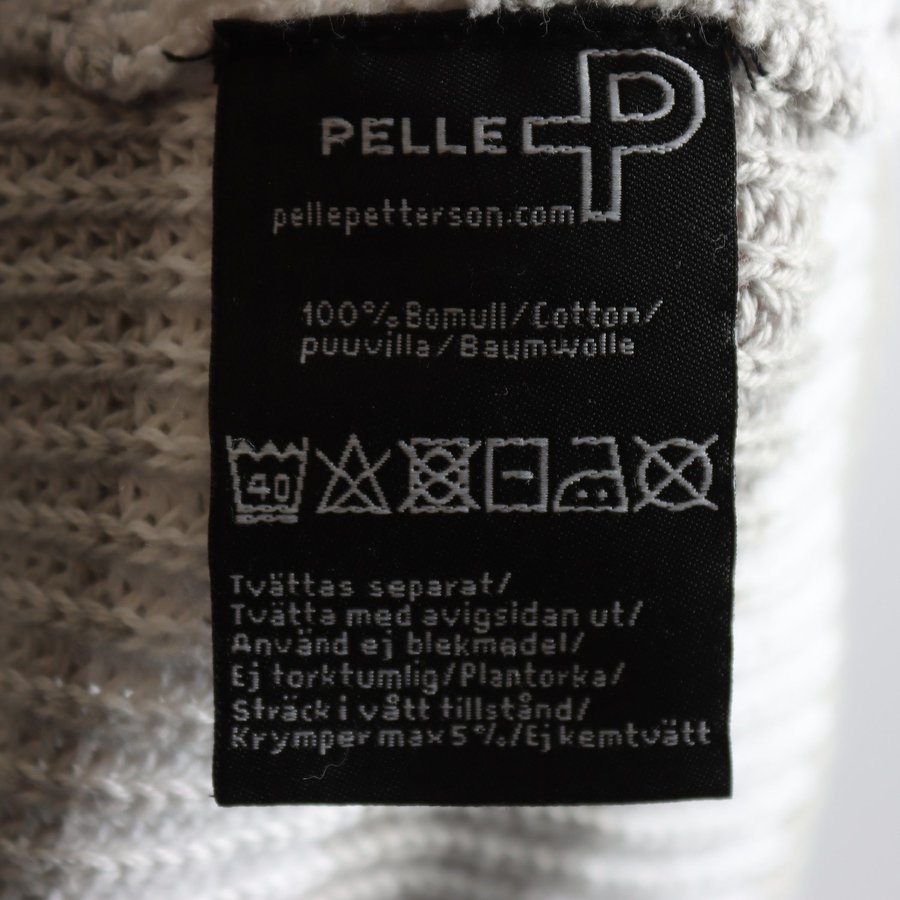 PELLE P
pellepetterson.com
100% Bomull/Cotton/
puuvilla/Baumwolle
40
Tvättas separat/
Tvätta med avigsidan ut/
Använd ej blekmedel/
Ej torktumlig/Plantorka/
Sträck i vått tillstånd/
Krymper max 5%/Ej kemtvätt